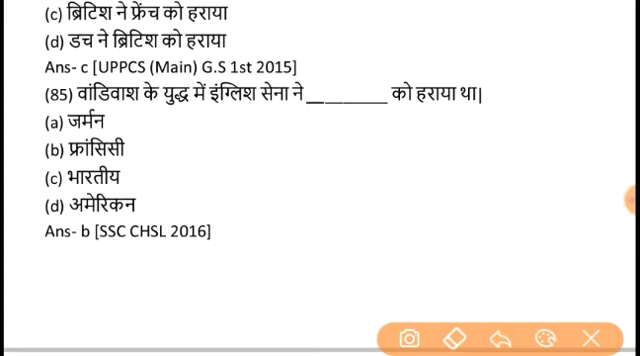 (c) ब्रिटिश ने फ्रेंच को हराया
(d) डच ने ब्रिटिश को हराया
Ans- c [UPPCS (Main) G.S 1st 2015]
(85) वांडिवाश के युद्ध में इंग्लिश सेना ने _________ को हराया था|
(a) जर्मन
(b) फ्रांसिसी
(c) भारतीय
(d) अमेरिकन
Ans- b [SSC CHSL 2016]